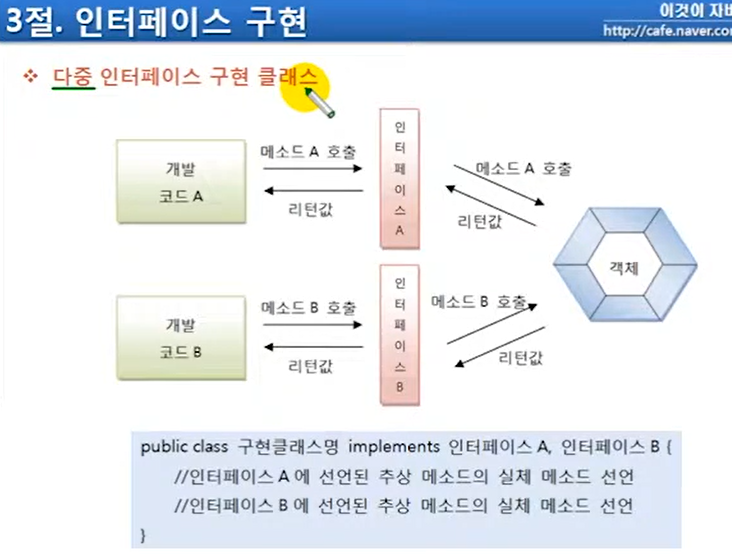 3절. 인터페이스 구현
이것이 자바
http://cafe.naver.com
다중 인터페이스 구현 클래스
개발
코드 A
메소드 A 호출
리턴값
인
터
페
이
스
A
메소드 A 호출
리턴값
객체
개발
코드 B
메소드 B 호출
리턴값
인
터
페
이
스
B
메소드 B 호출
리턴값
public class 구현클래스명 implements 인터페이스 A, 인터페이스 B {
//인터페이스 A 에 선언된 추상 메소드의 실체 메소드 선언
//인터페이스 B 에 선언된 추상 메소드의 실체 메소드 선언
}